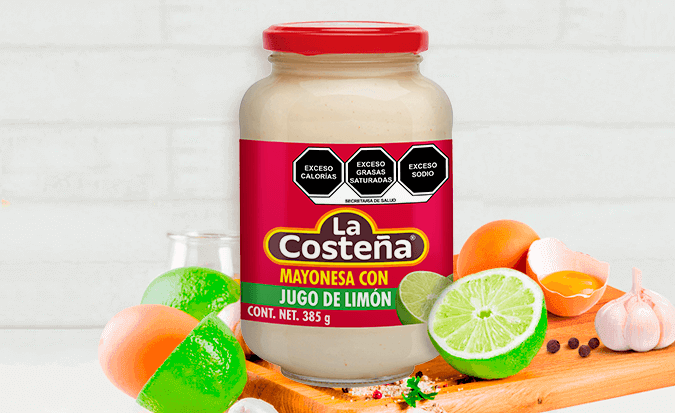 EXCESO
CALORÍAS
EXCESO
GRASAS
SATURADAS
EXCESO
SODIO
SECRETARÍA DE SALUD
La
Costeña®
MAYONESA CON
JUGO DE LIMÓN
CONT. NET. 385 g